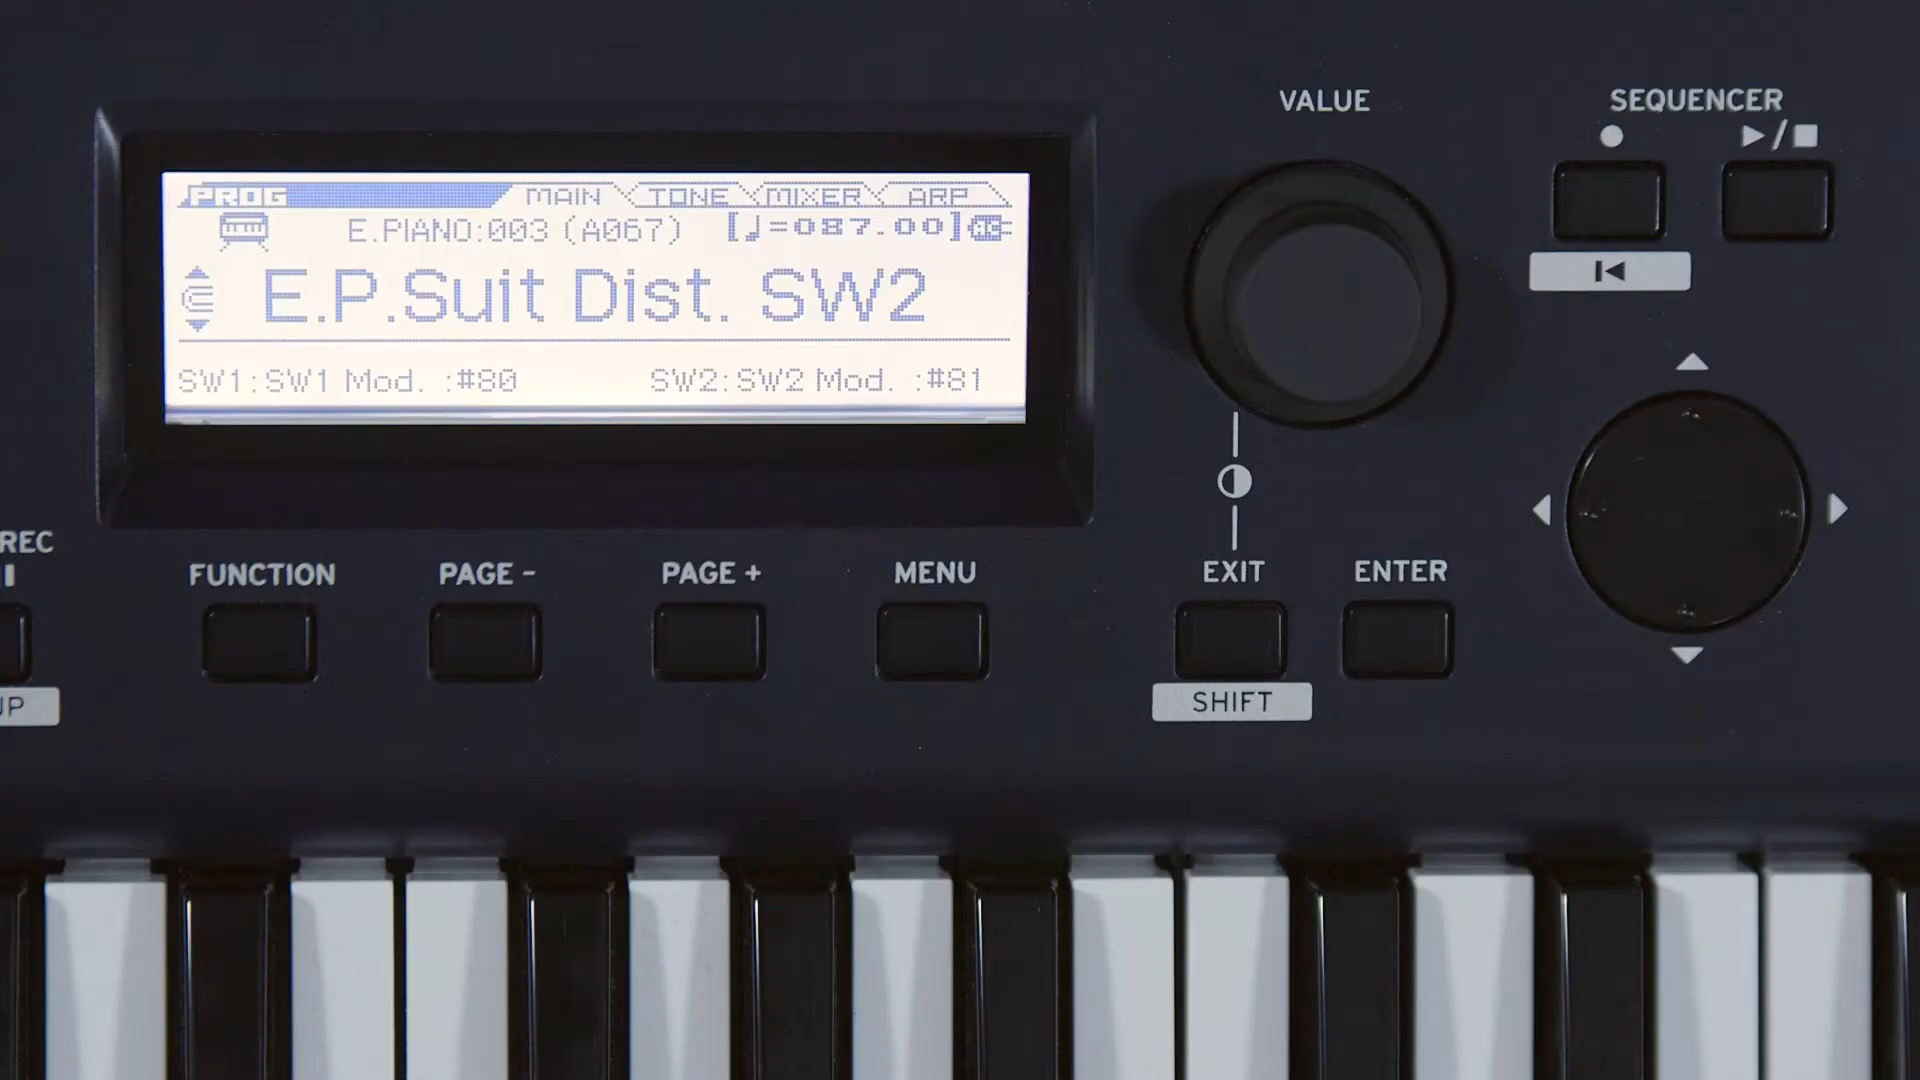 VALUE
SEQUENCER
PROG MAIN TONE MIXER ARP
E.PIANO:003 (A067) [♩=087.00]
E.P.Suit Dist. SW2
SW1:SW1 Mod. :#80 SW2:SW2 Mod. :#81
REC
FUNCTION PAGE - PAGE + MENU EXIT ENTER
UP
SHIFT